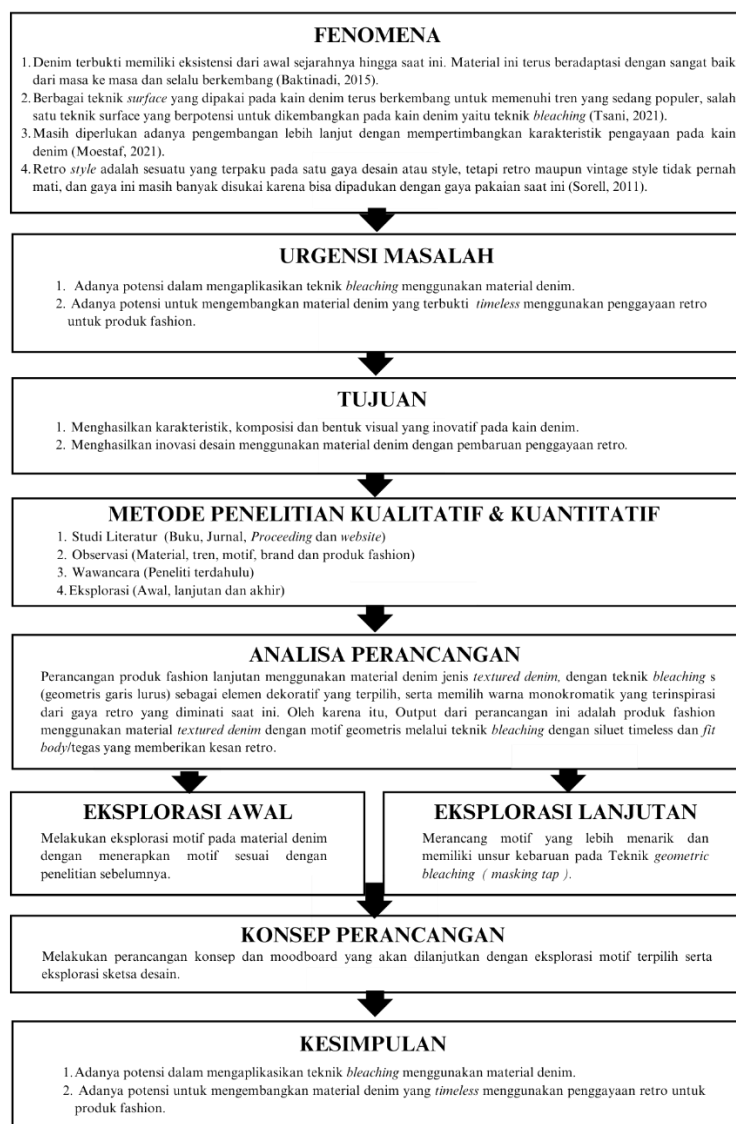 FENOMENA
1. Denim terbukti memiliki eksistensi dari awal sejarahnya hingga saat ini. Material ini terus beradaptasi dengan sangat baik
dari masa ke masa dan selalu berkembang (Baktinadi, 2015).
2. Berbagai teknik surface yang dipakai pada kain denim terus berkembang untuk memenuhi tren yang sedang populer, salah
satu teknik surface yang berpotensi untuk dikembangkan pada kain denim yaitu teknik bleaching (Tsani, 2021).
3. Masih diperlukan adanya pengembangan lebih lanjut dengan mempertimbangkan karakteristik pengayaan pada kain
denim (Moestaf, 2021).
4. Retro style adalah sesuatu yang terpaku pada satu gaya desain atau style, tetapi retro maupun vintage style tidak pernah
mati, dan gaya ini masih banyak disukai karena bisa dipadukan dengan gaya pakaian saat ini (Sorell, 2011).
URGENSI MASALAH
1. Adanya potensi dalam mengaplikasikan teknik bleaching menggunakan material denim.
2. Adanya potensi untuk mengembangkan material denim yang terbukti timeless menggunakan penggayaan retro
untuk produk fashion.
TUJUAN
1. Menghasilkan karakteristik, komposisi dan bentuk visual yang inovatif pada kain denim.
2. Menghasilkan inovasi desain menggunakan material denim dengan pembaruan penggayaan retro.
METODE PENELITIAN KUALITATIF & KUANTITATIF
1. Studi Literatur (Buku, Jurnal, Proceeding dan website)
2. Observasi (Material, tren, motif, brand dan produk fashion)
3. Wawancara (Peneliti terdahulu)
4. Eksplorasi (Awal, lanjutan dan akhir)
ANALISA PERANCANGAN
Perancangan produk fashion lanjutan menggunakan material denim jenis textured denim, dengan teknik bleaching s
(geometris garis lurus) sebagai elemen dekoratif yang terpilih, serta memilih warna monokromatik yang terinspirasi
dari gaya retro yang diminati saat ini. Oleh karena itu, Output dari perancangan ini adalah produk fashion
menggunakan material textured denim dengan motif geometris melalui teknik bleaching dengan siluet timeless dan fit
body/tegas yang memberikan kesan retro.
EKSPLORASI AWAL
Melakukan eksplorasi motif pada material denim
dengan menerapkan motif sesuai dengan
penelitian sebelumnya.
EKSPLORASI LANJUTAN
Merancang motif yang lebih menarik dan
memiliki unsur kebaruan pada Teknik geometric
bleaching ( masking tap ).
KONSEP PERANCANGAN
Melakukan perancangan konsep dan moodboard yang akan dilanjutkan dengan eksplorasi motif terpilih serta
eksplorasi sketsa desain.
KESIMPULAN
1. Adanya potensi dalam mengaplikasikan teknik bleaching menggunakan material denim.
2. Adanya potensi untuk mengembangkan material denim yang timeless menggunakan penggayaan retro untuk
produk fashion.